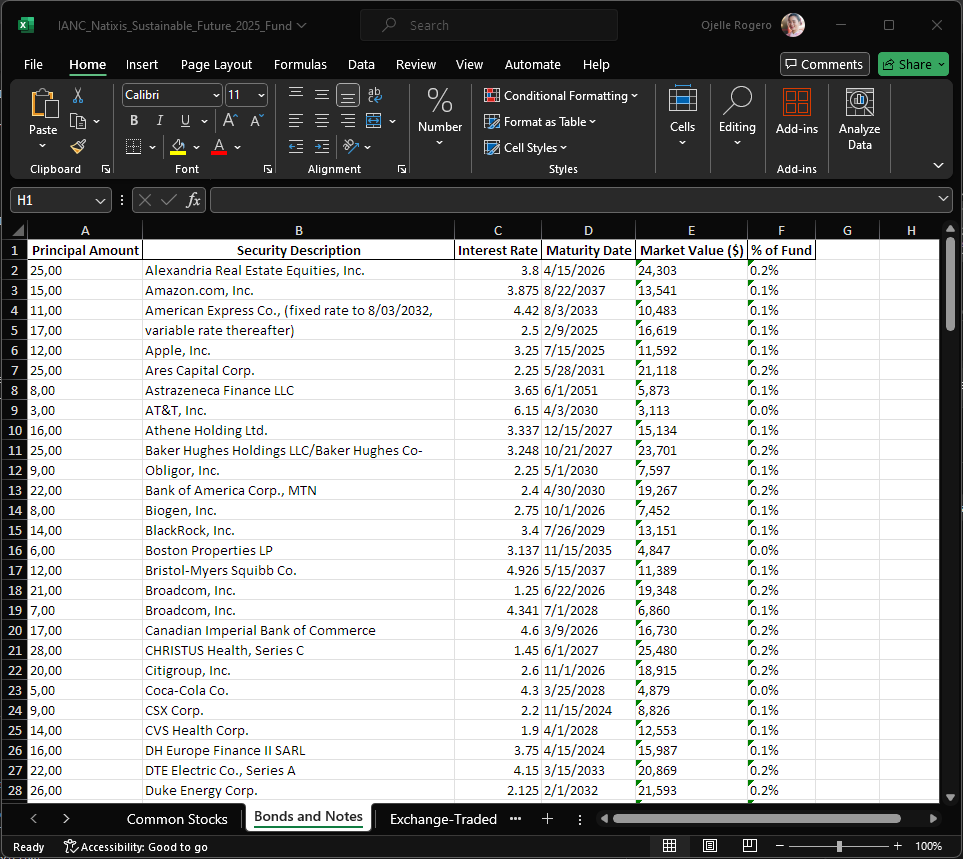 IANC_Natixis_Sustainable_Future_2025_Fund
Search
Ojelle Rogero
File Home Insert Page Layout Formulas Data Review View Automate Help
Comments
Share
Paste
Calibri 11
B I U
ab
A A
A
%
Number
Conditional Formatting
Format as Table
Cell Styles
Cells
Editing
Add-ins
Analyze Data
Clipboard Font Alignment Styles Add-ins
H1 fx
A B C D E F G H
1 Principal Amount Security Description Interest Rate Maturity Date Market Value ($) % of Fund
2 25,00 Alexandria Real Estate Equities, Inc. 3.8 4/15/2026 24,303 0.2%
3 15,00 Amazon.com, Inc. 3.875 8/22/2037 13,541 0.1%
4 11,00 American Express Co., (fixed rate to 8/03/2032, 4.42 8/3/2033 10,483 0.1%
5 17,00 variable rate thereafter) 2.5 2/9/2025 16,619 0.1%
6 12,00 Apple, Inc. 3.25 7/15/2025 11,592 0.1%
7 25,00 Ares Capital Corp. 2.25 5/28/2031 21,118 0.2%
8 8,00 Astrazeneca Finance LLC 3.65 6/1/2051 5,873 0.1%
9 3,00 AT&T, Inc. 6.15 4/3/2030 3,113 0.0%
10 16,00 Athene Holding Ltd. 3.337 12/15/2027 15,134 0.1%
11 25,00 Baker Hughes Holdings LLC/Baker Hughes Co- 3.248 10/21/2027 23,701 0.2%
12 9,00 Obligor, Inc. 2.25 5/1/2030 7,597 0.1%
13 22,00 Bank of America Corp., MTN 2.4 4/30/2030 19,267 0.2%
14 8,00 Biogen, Inc. 2.75 10/1/2026 7,452 0.1%
15 14,00 BlackRock, Inc. 3.4 7/26/2029 13,151 0.1%
16 6,00 Boston Properties LP 3.137 11/15/2035 4,847 0.0%
17 12,00 Bristol-Myers Squibb Co. 4.926 5/15/2037 11,389 0.1%
18 21,00 Broadcom, Inc. 1.25 6/22/2026 19,348 0.2%
19 7,00 Broadcom, Inc. 4.341 7/1/2028 6,860 0.1%
20 17,00 Canadian Imperial Bank of Commerce 4.6 3/9/2026 16,730 0.2%
21 28,00 CHRISTUS Health, Series C 1.45 6/1/2027 25,480 0.2%
22 20,00 Citigroup, Inc. 2.6 11/1/2026 18,915 0.2%
23 5,00 Coca-Cola Co. 4.3 3/25/2028 4,879 0.0%
24 9,00 CSX Corp. 2.2 11/15/2024 8,826 0.1%
25 14,00 CVS Health Corp. 1.9 4/1/2028 12,553 0.1%
26 16,00 DH Europe Finance II SARL 3.75 4/15/2024 15,987 0.1%
27 22,00 DTE Electric Co., Series A 4.15 3/15/2033 20,869 0.2%
28 26,00 Duke Energy Corp. 2.125 2/1/2032 21,593 0.2%
Common Stocks Bonds and Notes Exchange-Traded ...
Ready Accessibility: Good to go 100%